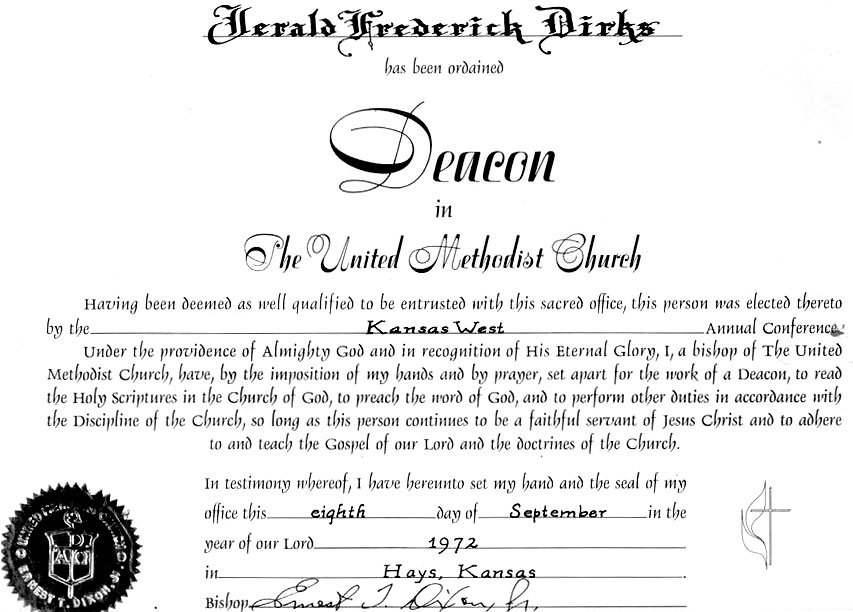 Jerald Frederick Dirks
has been ordained
Deacon
in
The United Methodist Church
Having been deemed as well qualified to be entrusted with this sacred office, this person was elected thereto
by the Kansas West Annual Conference.
Under the providence of Almighty God and in recognition of His Eternal Glory, I, a bishop of The United
Methodist Church, have, by the imposition of my hands and by prayer, set apart for the work of a Deacon, to read
the Holy Scriptures in the Church of God, to preach the word of God, and to perform other duties in accordance with
the Discipline of the Church, so long as this person continues to be a faithful servant of Jesus Christ and to adhere
to and teach the Gospel of our Lord and the doctrines of the Church.
In testimony whereof, I have hereunto set my hand and the seal of my
office this eighth day of September in the
year of our Lord 1972
in Hays, Kansas.
Bishop Ernest T. Dixon, Jr.
UNITED METHODIST CHURCH
ERNEST T. DIXON, JR.